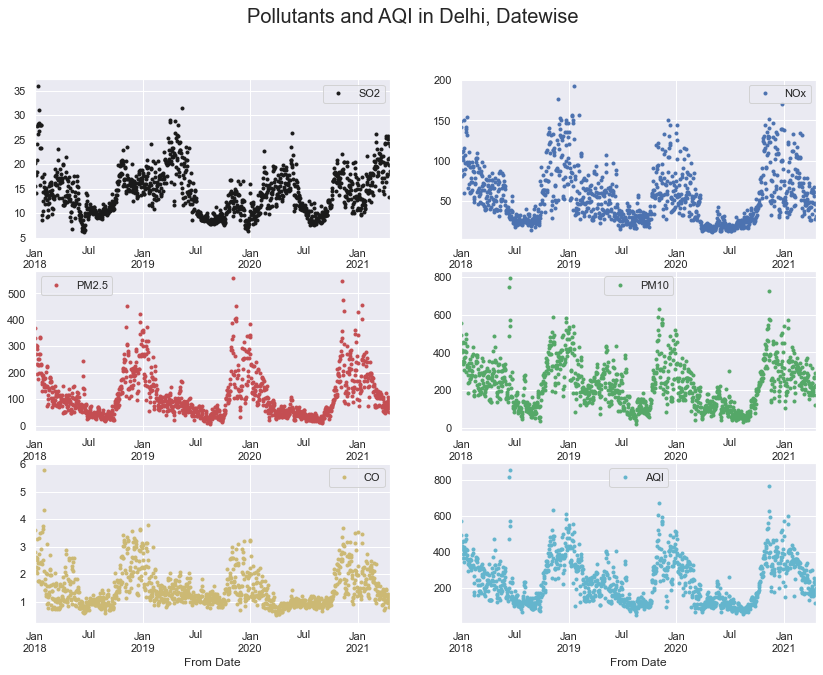 Pollutants and AQI in Delhi, Datewise
SO2
35
30
25
20
15
10
5
Jan Jul Jan Jul Jan Jul Jan
2018 2019 2020 2021
NOx
200
150
100
50
Jan Jul Jan Jul Jan Jul Jan
2018 2019 2020 2021
PM2.5
500
400
300
200
100
0
Jan Jul Jan Jul Jan Jul Jan
2018 2019 2020 2021
PM10
800
600
400
200
0
Jan Jul Jan Jul Jan Jul Jan
2018 2019 2020 2021
CO
6
5
4
3
2
1
Jan Jul Jan Jul Jan Jul Jan
2018 2019 2020 2021
From Date
AQI
800
600
400
200
Jan Jul Jan Jul Jan Jul Jan
2018 2019 2020 2021
From Date